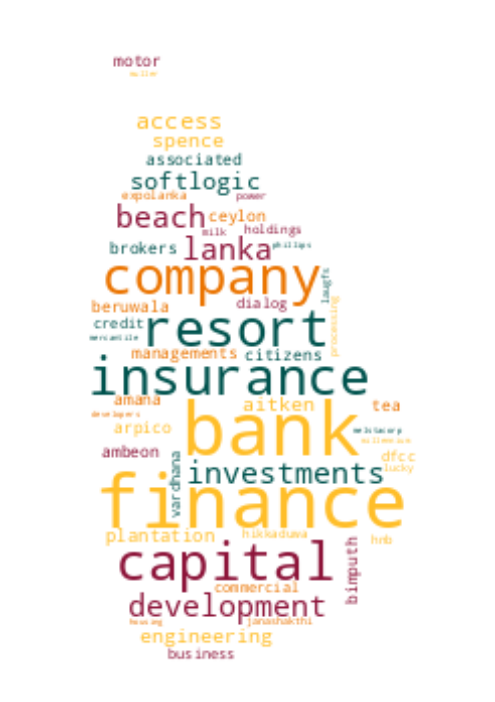 motor
muller
access
spence
associated
softlogic
expolanka power
beach ceylon
milk holdings
brokers lanka phillips
company laugfs
beruwala dialog processing
credit resort
mercantile
managements citizens
insurance
amana aitken tea
developers
arpico bank melstacorp
millennium
ambeon dfcc
vardhana investments lucky
finance
plantation hikkaduwa hnb
capital bimputh
commercial
development
housing janashakthi
engineering
business